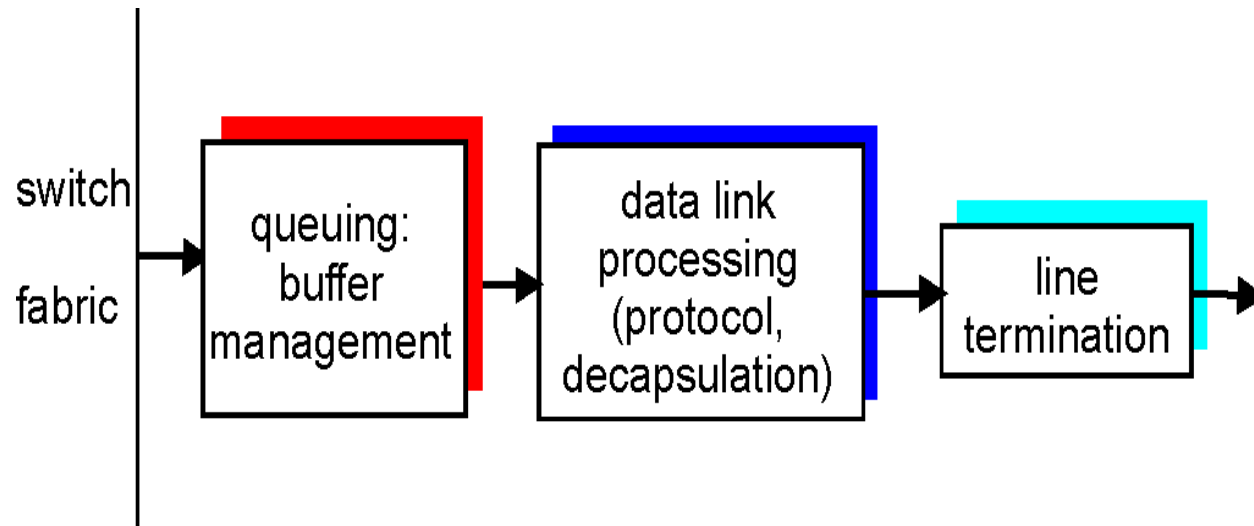 switch
fabric
queuing:
buffer
management
data link
processing
(protocol,
decapsulation)
line
termination